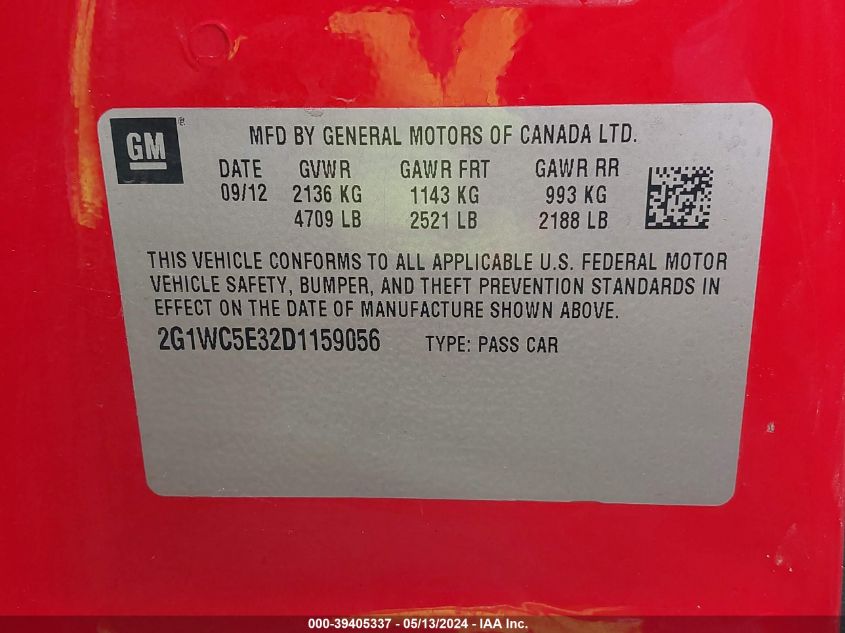 GM ®
MFD BY GENERAL MOTORS OF CANADA LTD.
DATE GVWR GAWR FRT GAWR RR
09/12 2136 KG 1143 KG 993 KG
4709 LB 2521 LB 2188 LB
THIS VEHICLE CONFORMS TO ALL APPLICABLE U.S. FEDERAL MOTOR
VEHICLE SAFETY, BUMPER, AND THEFT PREVENTION STANDARDS IN
EFFECT ON THE DATE OF MANUFACTURE SHOWN ABOVE.
2G1WC5E32D1159056 TYPE: PASS CAR
000-39405337 - 05/13/2024 - IAA Inc.